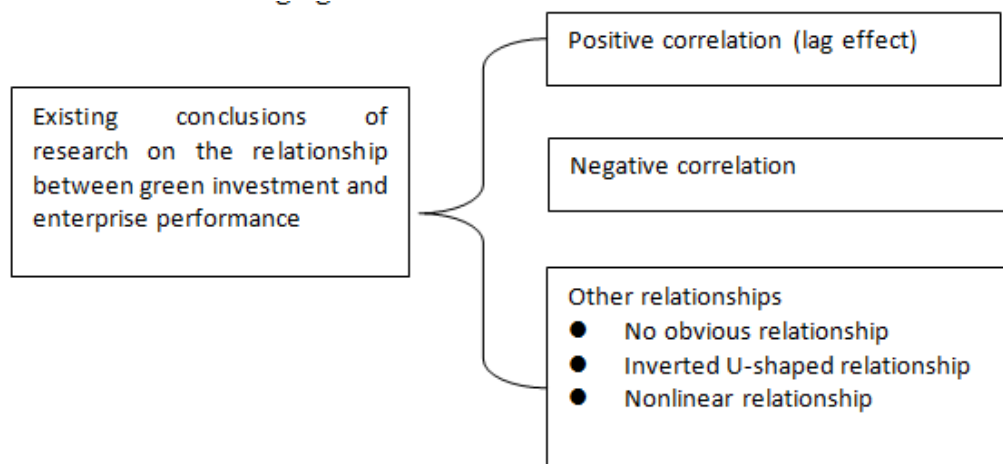 Existing conclusions of
research on the relationship
between green investment and
enterprise performance
Positive correlation (lag effect)
Negative correlation
Other relationships
● No obvious relationship
● Inverted U-shaped relationship
● Nonlinear relationship